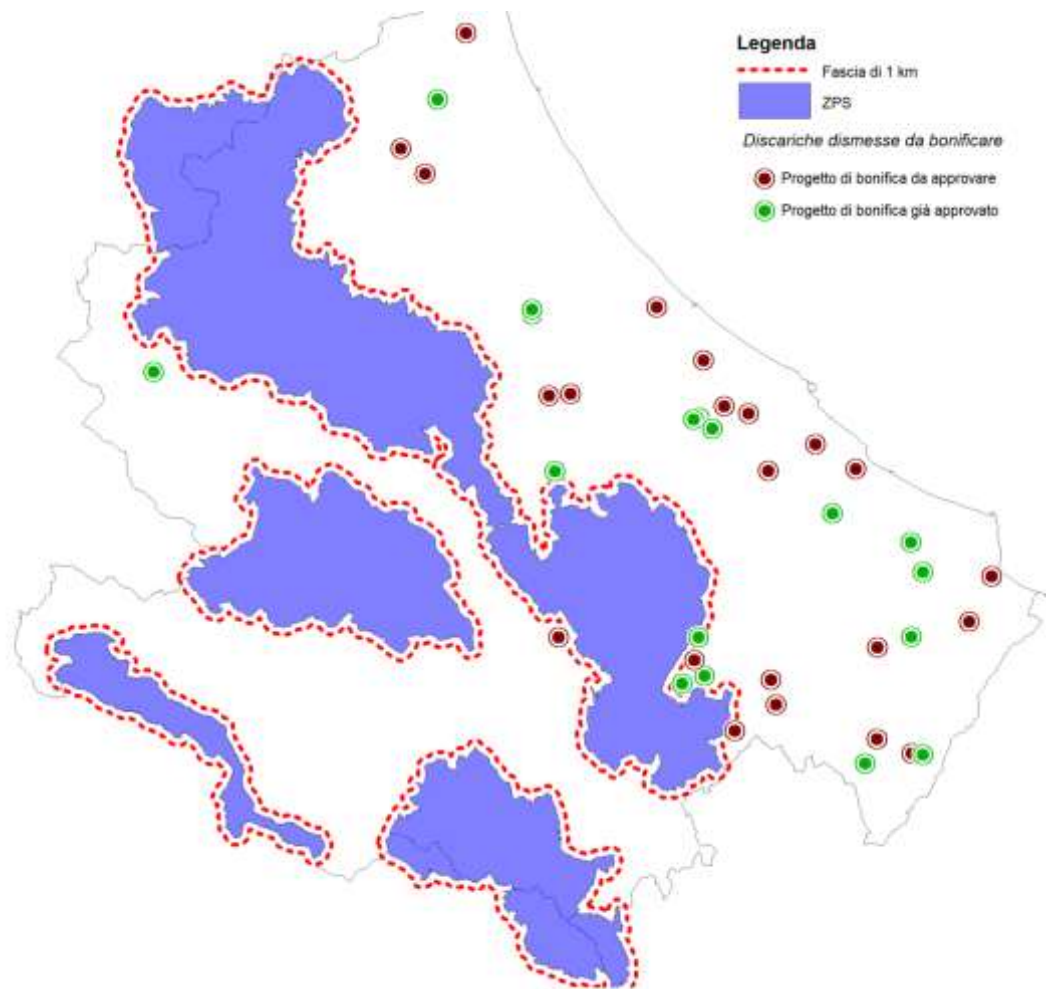 Legenda
Fascia di 1 km
ZPS
Discariche dismesse da bonificare
Progetto di bonifica da approvare
Progetto di bonifica già approvato